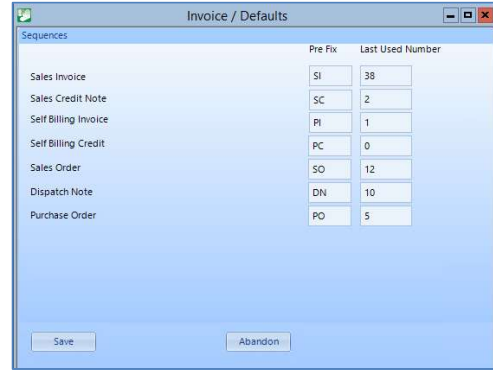 Invoice / Defaults
Sequences
Pre Fix Last Used Number
Sales Invoice SI 38
Sales Credit Note SC 2
Self Billing Invoice PI 1
Self Billing Credit PC 0
Sales Order SO 12
Dispatch Note DN 10
Purchase Order PO 5
Save Abandon